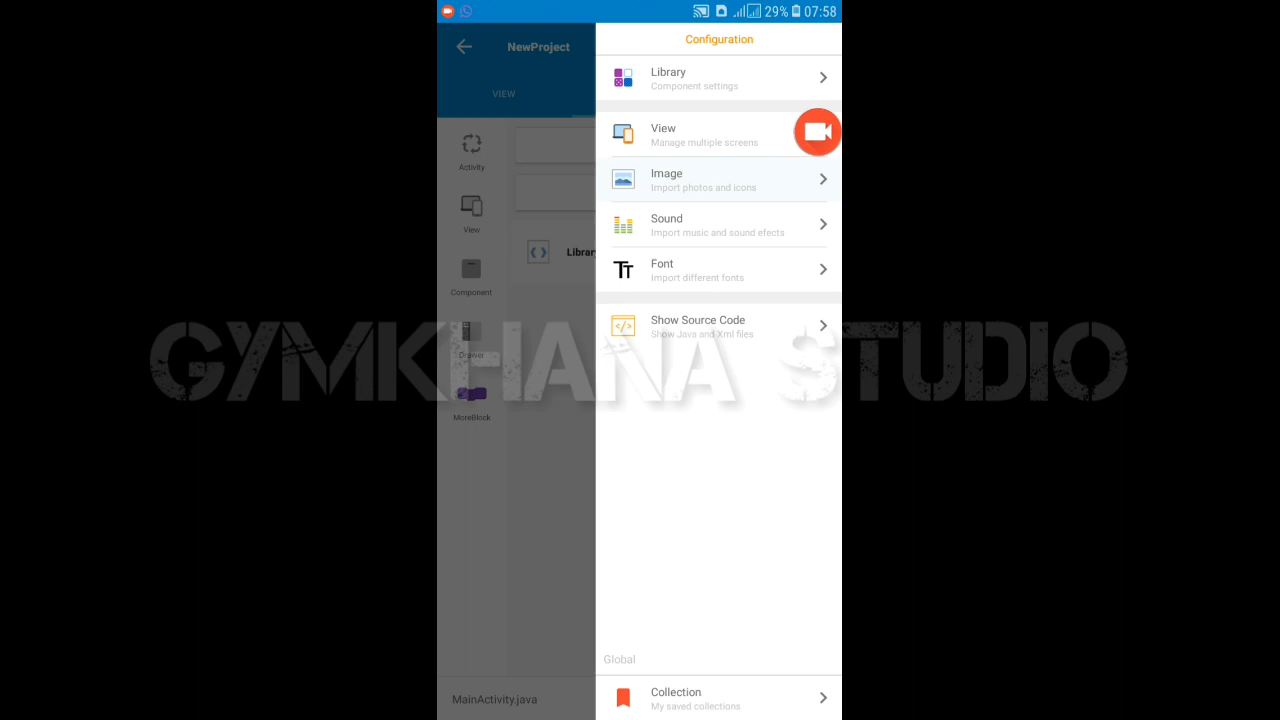 29% 07:58
NewProject
VIEW
Activity
View
Component
Drawer
MoreBlock
Librar
MainActivity.java
Configuration
Library
Component settings
View
Manage multiple screens
Image
Import photos and icons
Sound
Import music and sound efects
Font
Import different fonts
Show Source Code
Show Java and Xml files
GYMKHANA STUDIO
Global
Collection
My saved collections